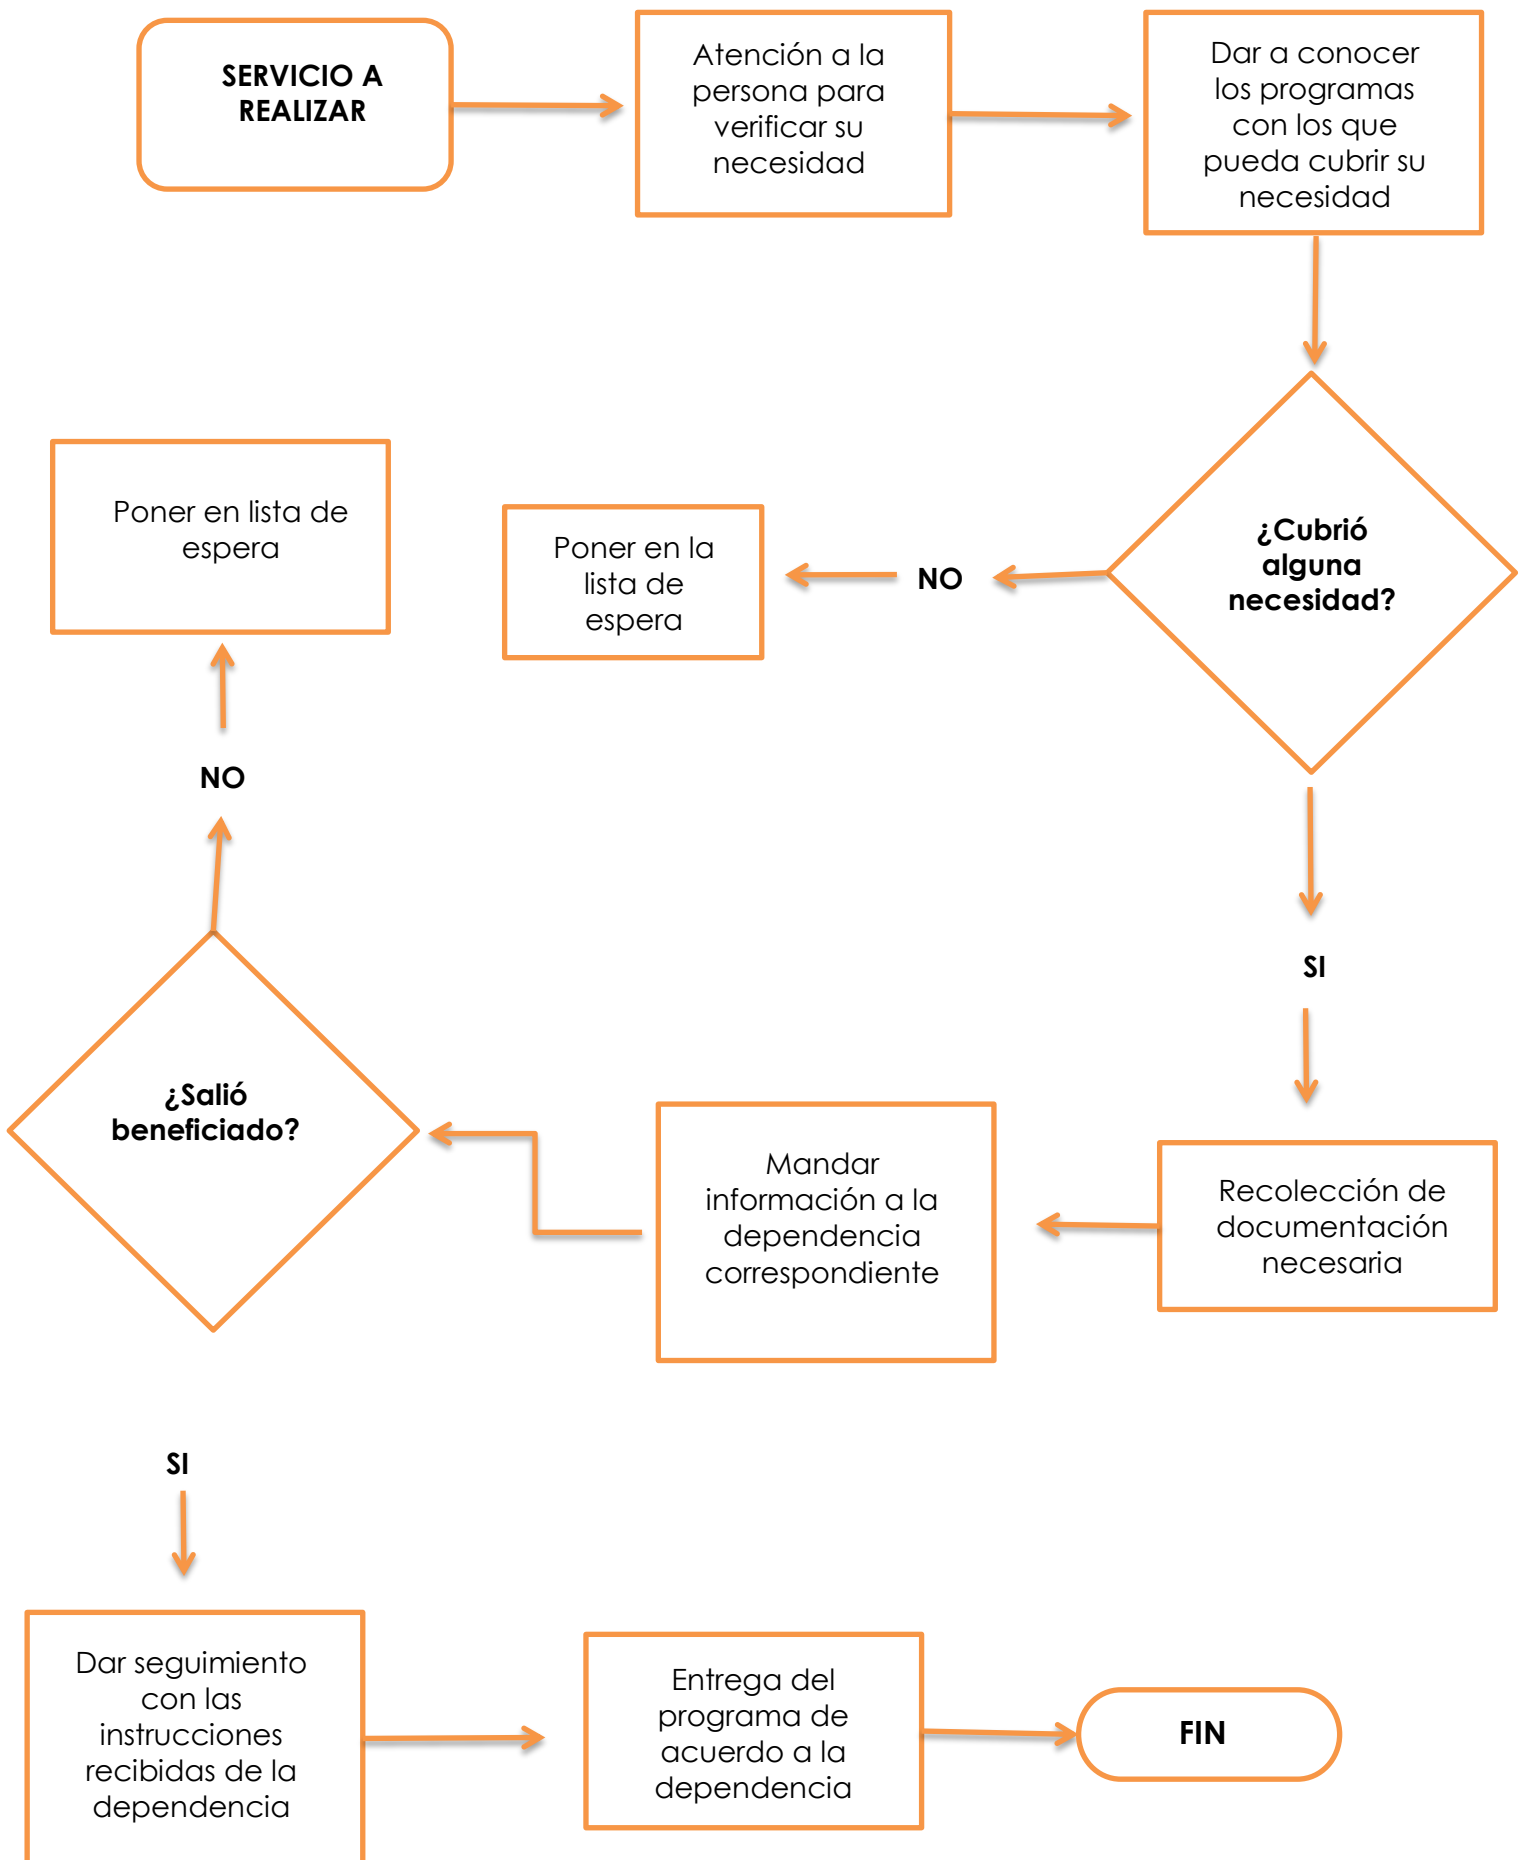 SERVICIO A
REALIZAR
Atención a la
persona para
verificar su
necesidad
Dar a conocer
los programas
con los que
pueda cubrir su
necesidad
¿Cubrió
alguna
necesidad?
NO
Poner en la
lista de
espera
Poner en lista de
espera
NO
SI
¿Salió
beneficiado?
Mandar
información a la
dependencia
correspondiente
Recolección de
documentación
necesaria
SI
Dar seguimiento
con las
instrucciones
recibidas de la
dependencia
Entrega del
programa de
acuerdo a la
dependencia
FIN